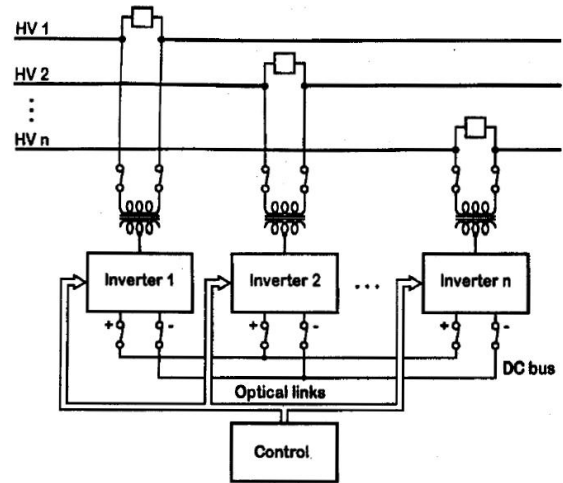 HV 1
HV 2
⋮
HV n
Inverter 1
Inverter 2
...
Inverter n
+ -
+ -
+ -
DC bus
Optical links
Control